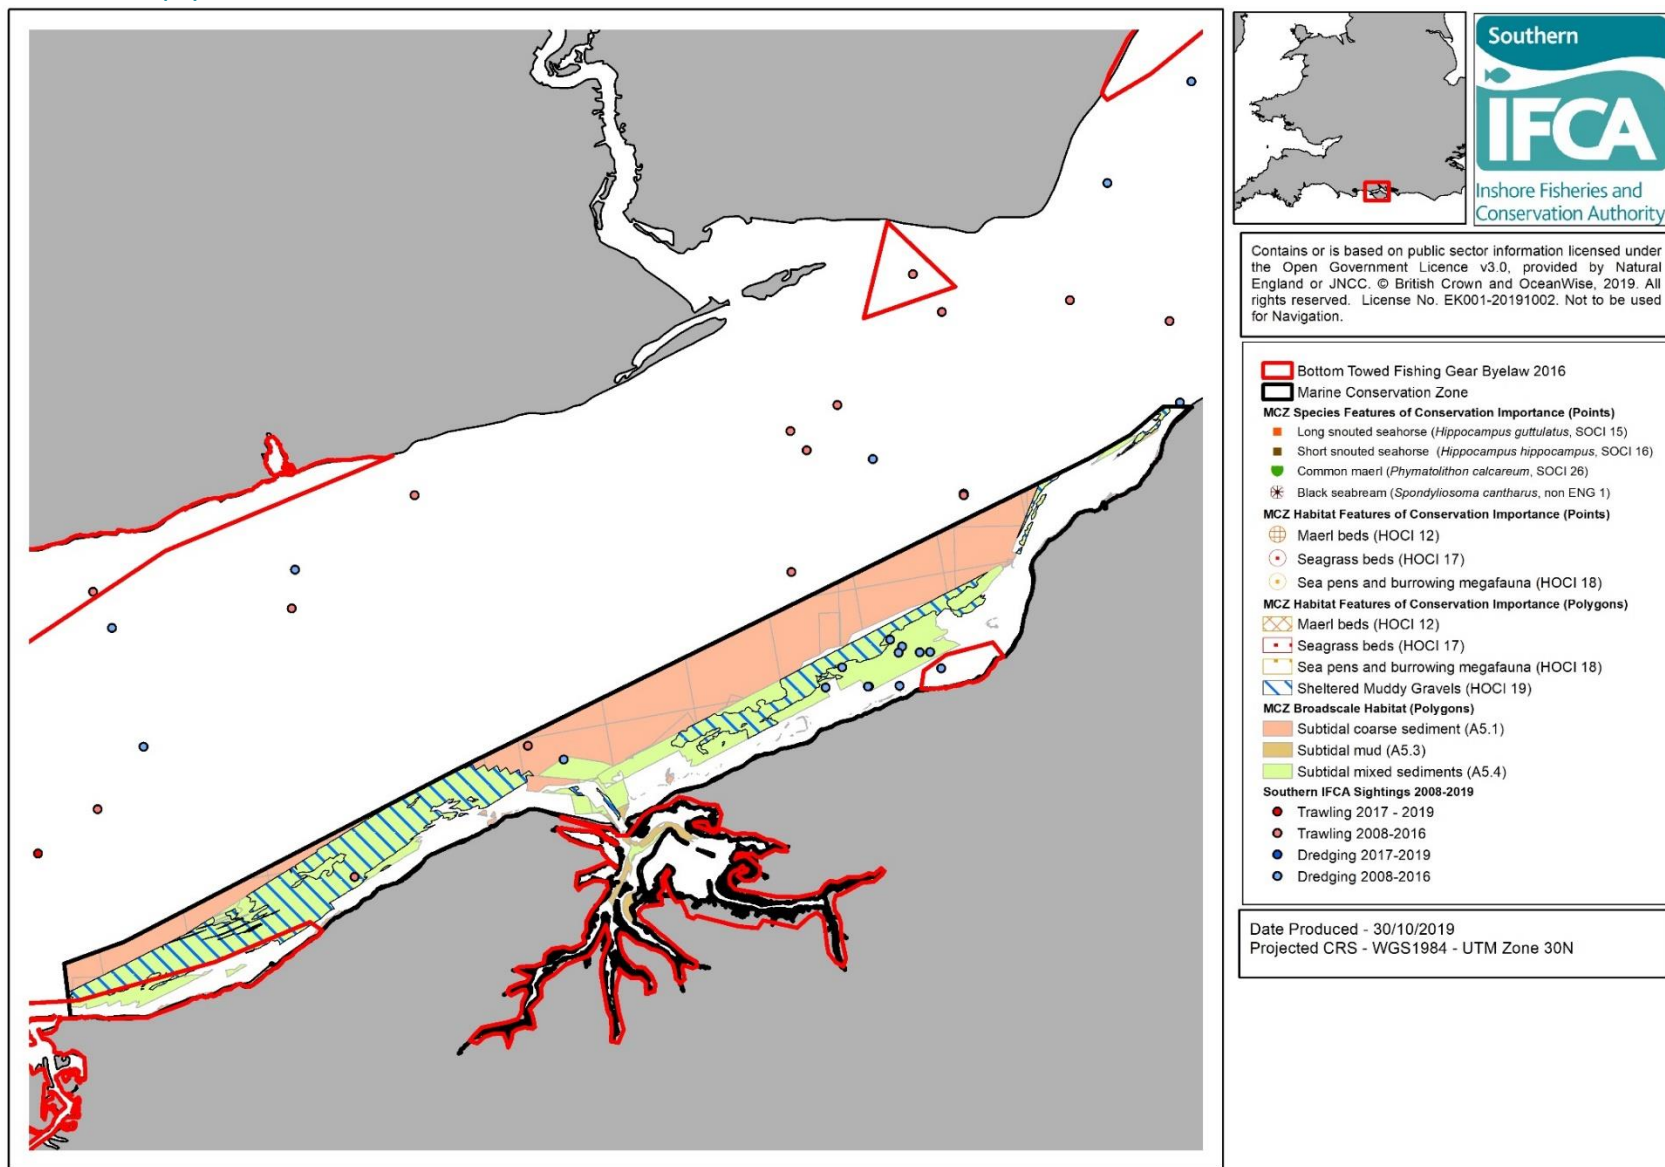 Southern
IFCA
Inshore Fisheries and
Conservation Authority
Contains or is based on public sector information licensed under
the Open Government Licence v3.0, provided by Natural
England or JNCC. © British Crown and OceanWise, 2019. All
rights reserved. License No. EK001-20191002. Not to be used
for Navigation.
Bottom Towed Fishing Gear Byelaw 2016
Marine Conservation Zone
MCZ Species Features of Conservation Importance (Points)
Long snouted seahorse (Hippocampus guttulatus, SOCI 15)
Short snouted seahorse (Hippocampus hippocampus, SOCI 16)
Common maerl (Phymatolithon calcareum, SOCI 26)
Black seabream (Spondyliosoma cantharus, non ENG 1)
MCZ Habitat Features of Conservation Importance (Points)
Maerl beds (HOCI 12)
Seagrass beds (HOCI 17)
Sea pens and burrowing megafauna (HOCI 18)
MCZ Habitat Features of Conservation Importance (Polygons)
Maerl beds (HOCI 12)
Seagrass beds (HOCI 17)
Sea pens and burrowing megafauna (HOCI 18)
Sheltered Muddy Gravels (HOCI 19)
MCZ Broadscale Habitat (Polygons)
Subtidal coarse sediment (A5.1)
Subtidal mud (A5.3)
Subtidal mixed sediments (A5.4)
Southern IFCA Sightings 2008-2019
Trawling 2017 - 2019
Trawling 2008-2016
Dredging 2017-2019
Dredging 2008-2016
Date Produced - 30/10/2019
Projected CRS - WGS1984 - UTM Zone 30N